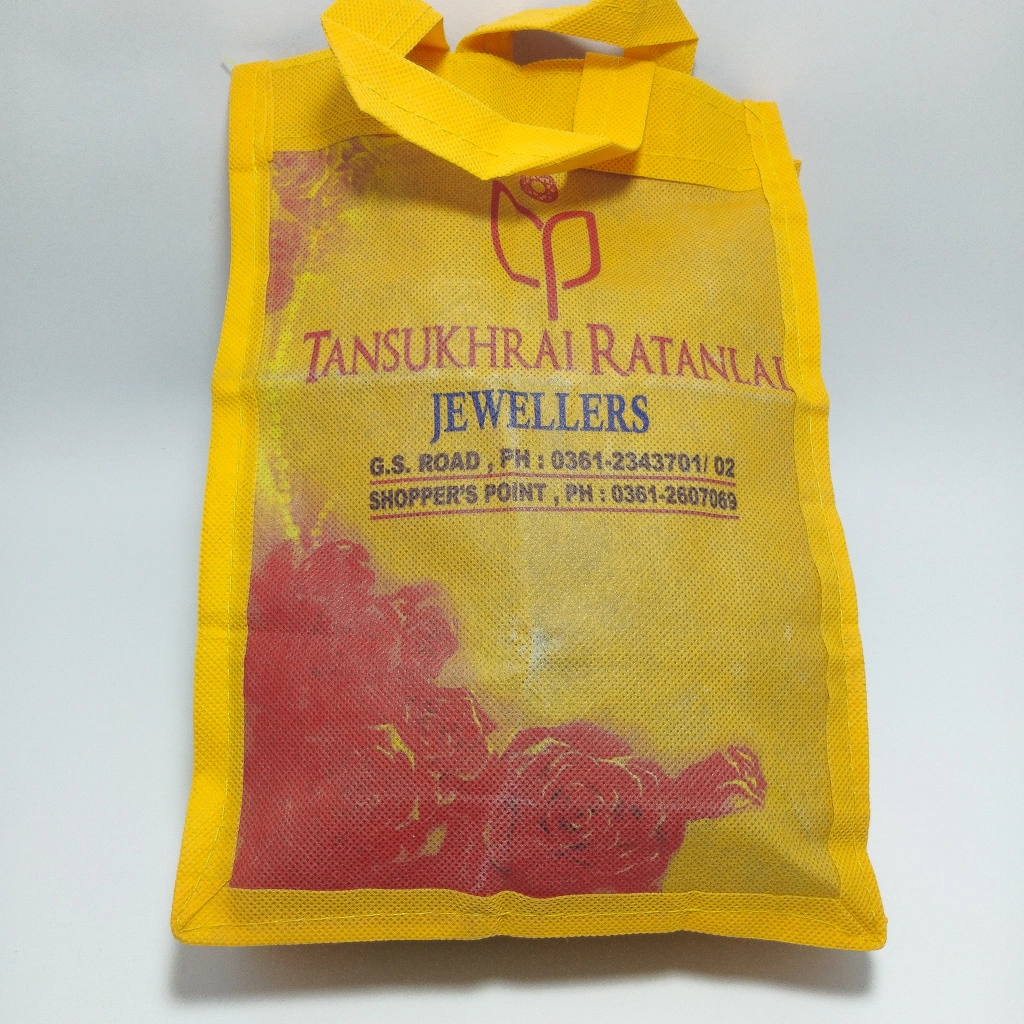 TANSUKHRAI RATANLAL
JEWELLERS
G.S. ROAD , PH : 0361-2343701/ 02
SHOPPER'S POINT , PH : 0361-2607069